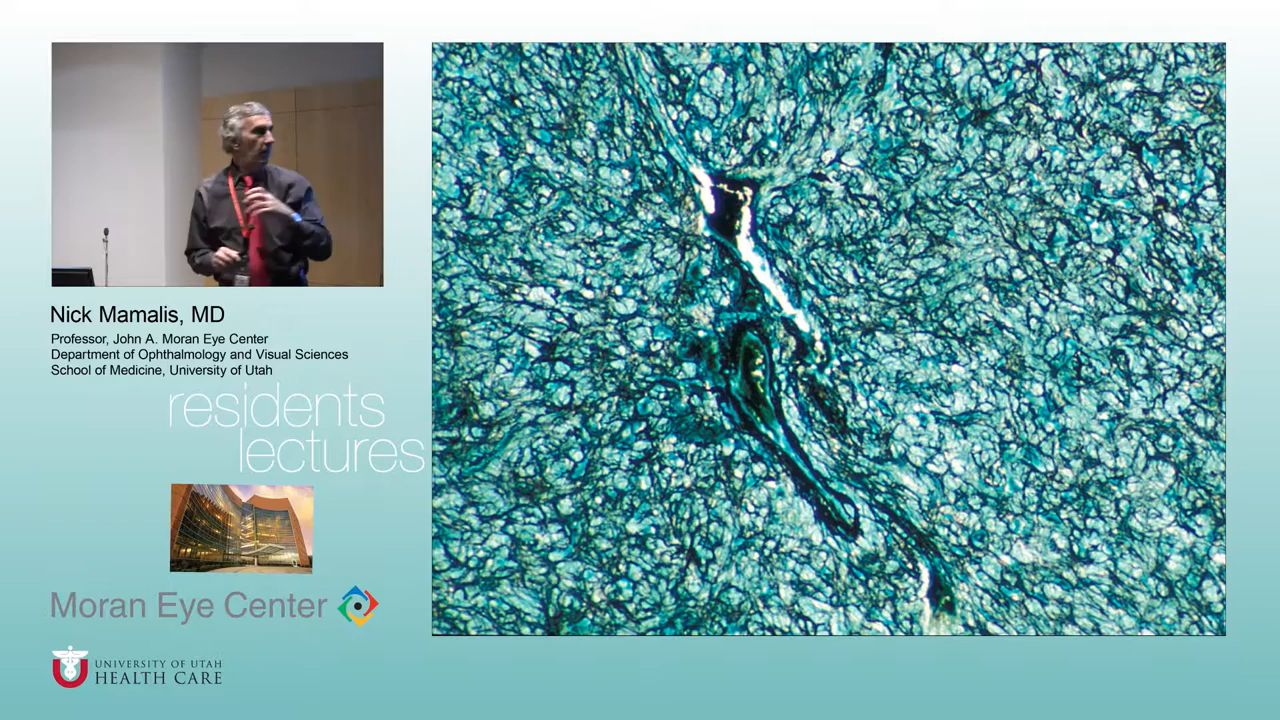 Nick Mamalis, MD
Professor, John A. Moran Eye Center
Department of Ophthalmology and Visual Sciences
School of Medicine, University of Utah
residents
lectures
Moran Eye Center
UNIVERSITY OF UTAH
HEALTH CARE